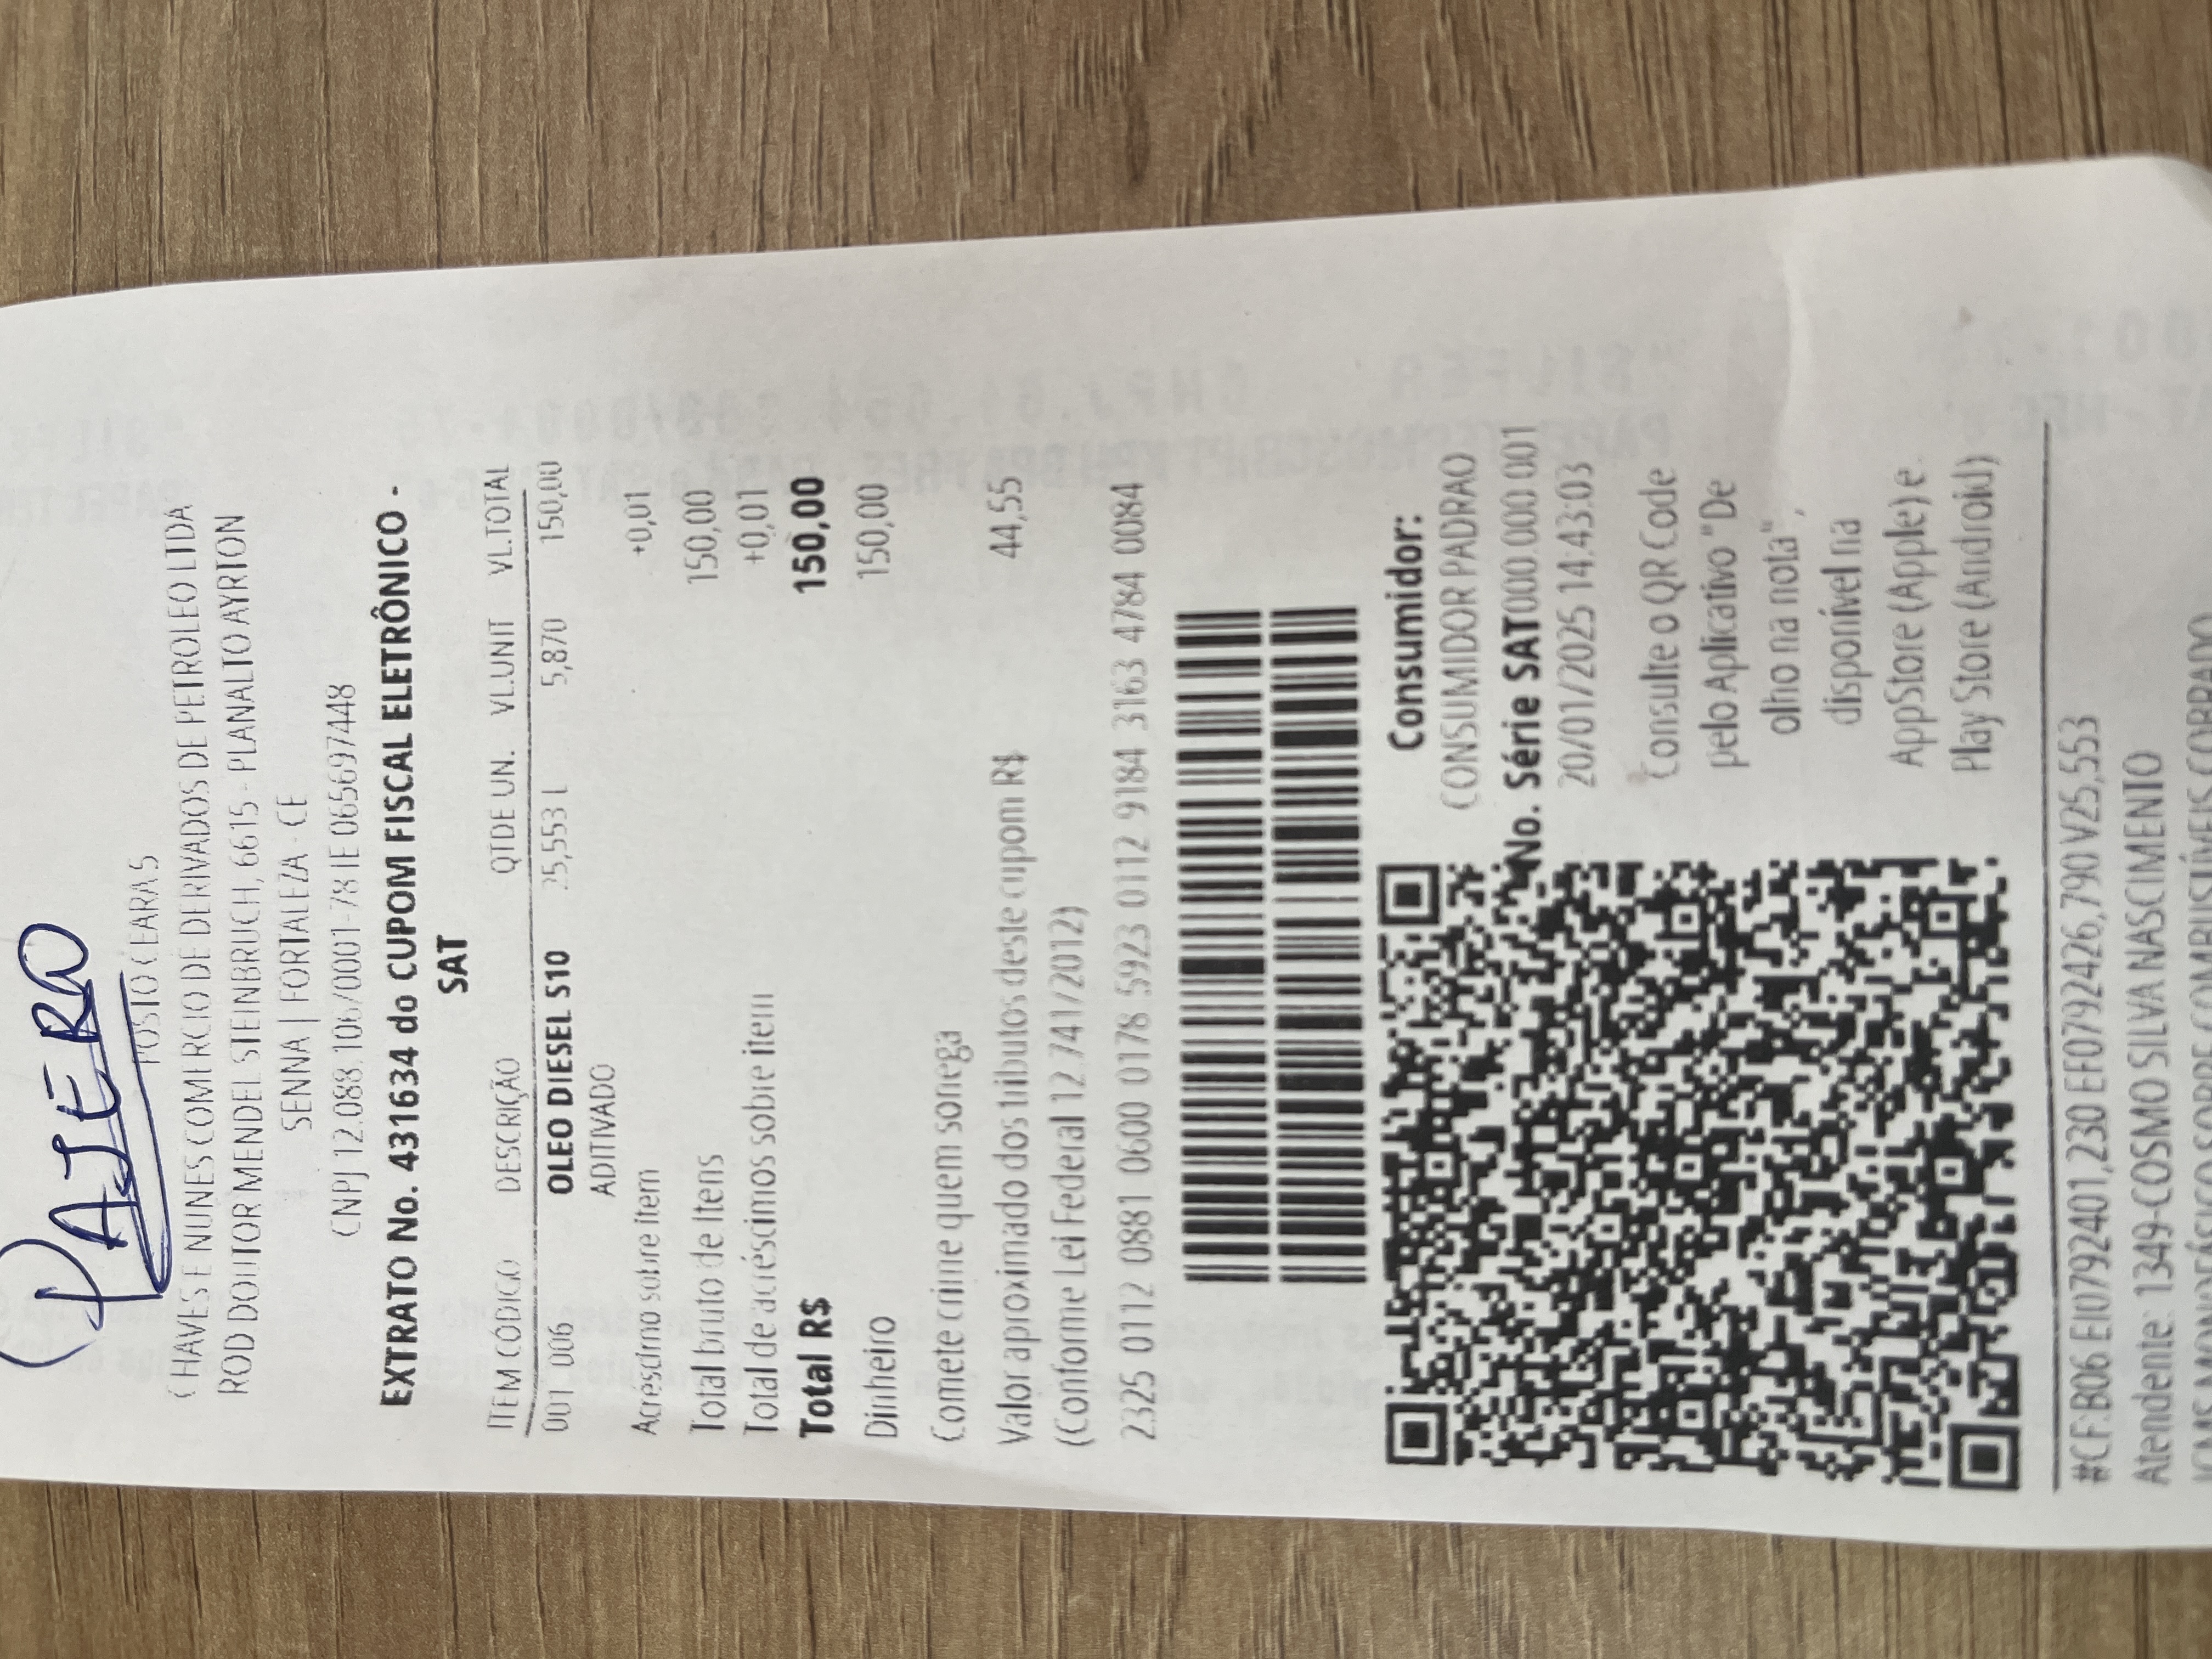 PAJERO
POSTO CEARA 5
CHAVES E NUNES COMERCIO DE DERIVADOS DE PETROLEO LTDA
ROD DOUTOR MENDEL STEINBRUCH, 6615 - PLANALTO AYRTON
SENNA | FORTALEZA - CE
CNPJ 12.088.106/0001-78 IE 065697448
EXTRATO No. 431634 do CUPOM FISCAL ELETRÔNICO -
SAT
ITEM CÓDIGO DESCRIÇÃO QTDE UN. VL.UNIT VL.TOTAL
001 006 OLEO DIESEL S10 25,553 L 5,870 150,00
ADITIVADO
Acréscimo sobre item +0,01
Total bruto de Itens 150,00
Total de acréscimos sobre item +0,01
Total R$ 150,00
Dinheiro 150,00
Comete crime quem sonega
Valor aproximado dos tributos deste cupom R$ 44,55
(Conforme Lei Federal 12.741/2012)
2325 0112 0881 0600 0178 5923 0112 9184 3163 4784 0084
Consumidor:
CONSUMIDOR PADRAO
No. Série SAT000.000.001
20/01/2025 14:43:03
Consulte o QR Code
pelo Aplicativo "De
olho na nota",
disponível na
AppStore (Apple) e
Play Store (Android)
#CF:B06 EI0792401,230 EF0792426,790 V25,553
Atendente: 1349-COSMO SILVA NASCIMENTO
ICMS MONOFÁSICO SOBRE COMBUSTÍVEIS COBRADO